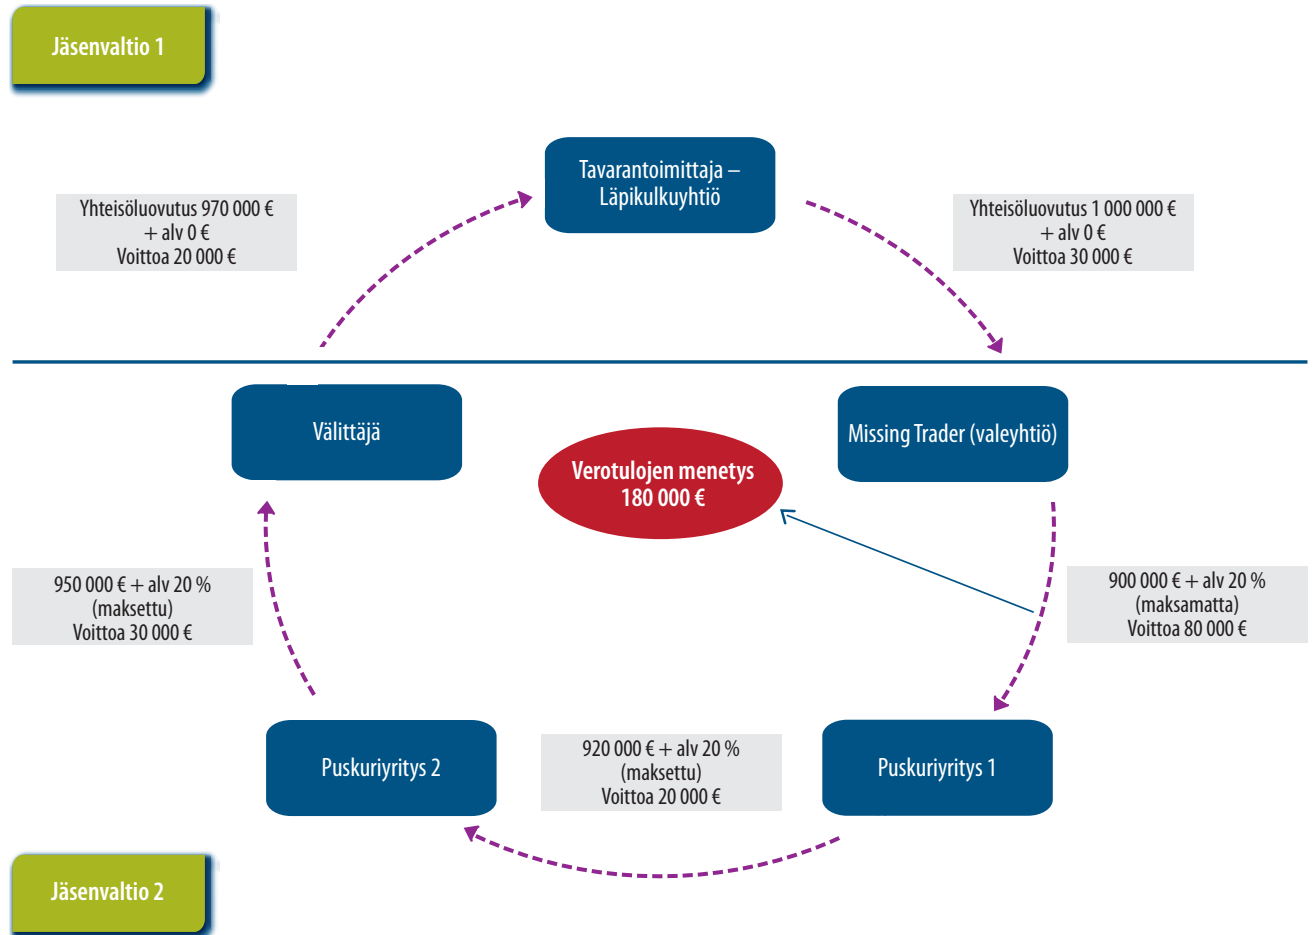 Jäsenvaltio 1
Tavarantoimittaja –
Läpikulkuyhtiö
Yhteisöluovutus 970 000 €
+ alv 0 €
Voittoa 20 000 €
Yhteisöluovutus 1 000 000 €
+ alv 0 €
Voittoa 30 000 €
Välittäjä
Missing Trader (valeyhtiö)
Verotulojen menetys
180 000 €
950 000 € + alv 20 %
(maksettu)
Voittoa 30 000 €
900 000 € + alv 20 %
(maksamatta)
Voittoa 80 000 €
Puskuriyritys 2
920 000 € + alv 20 %
(maksettu)
Voittoa 20 000 €
Puskuriyritys 1
Jäsenvaltio 2